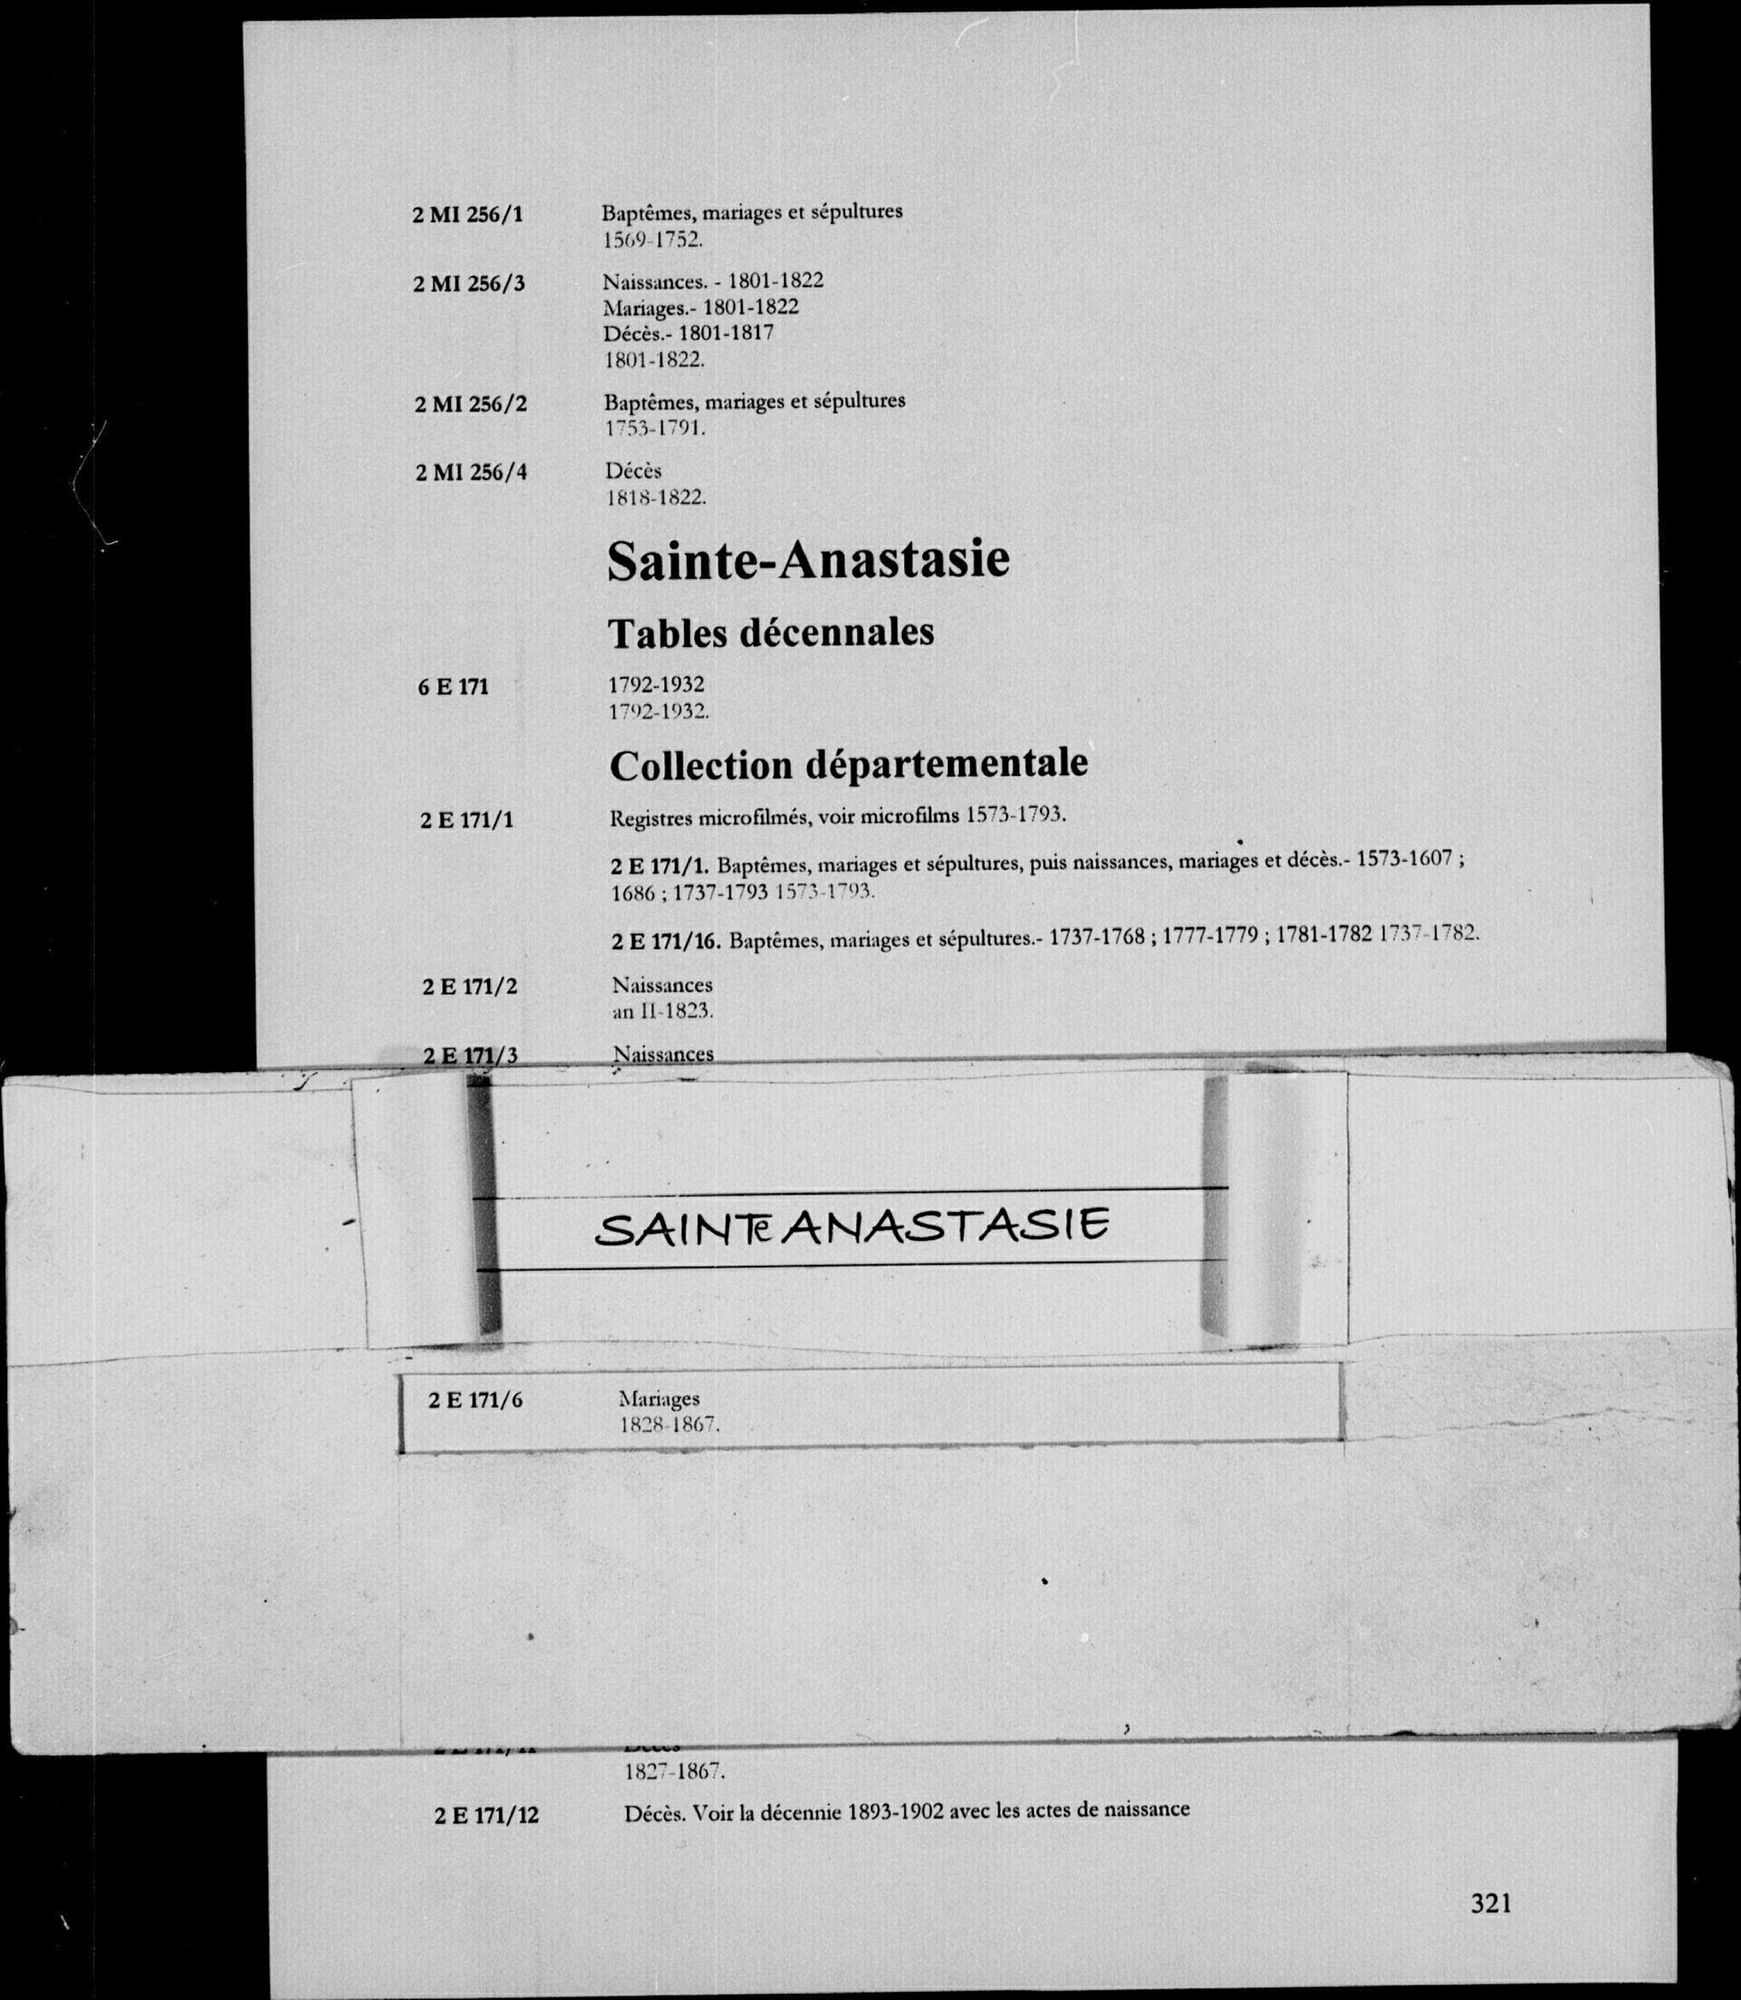 2 MI 256/1 Baptêmes, mariages et sépultures
1569-1752.
2 MI 256/3 Naissances. - 1801-1822
Mariages.- 1801-1822
Décès.- 1801-1817
1801-1822.
2 MI 256/2 Baptêmes, mariages et sépultures
1753-1791.
2 MI 256/4 Décès
1818-1822.
Sainte-Anastasie
Tables décennales
6 E 171 1792-1932
1792-1932.
Collection départementale
2 E 171/1 Registres microfilmés, voir microfilms 1573-1793.
2 E 171/1. Baptêmes, mariages et sépultures, puis naissances, mariages et décès.- 1573-1607 ;
1686 ; 1737-1793 1573-1793.
2 E 171/16. Baptêmes, mariages et sépultures.- 1737-1768 ; 1777-1779 ; 1781-1782 1737-1782.
2 E 171/2 Naissances
an II-1823.
2 E 171/3 Naissances
SAINTe ANASTASIE
2 E 171/6 Mariages
1828-1867.
1827-1867.
2 E 171/12 Décès. Voir la décennie 1893-1902 avec les actes de naissance
321